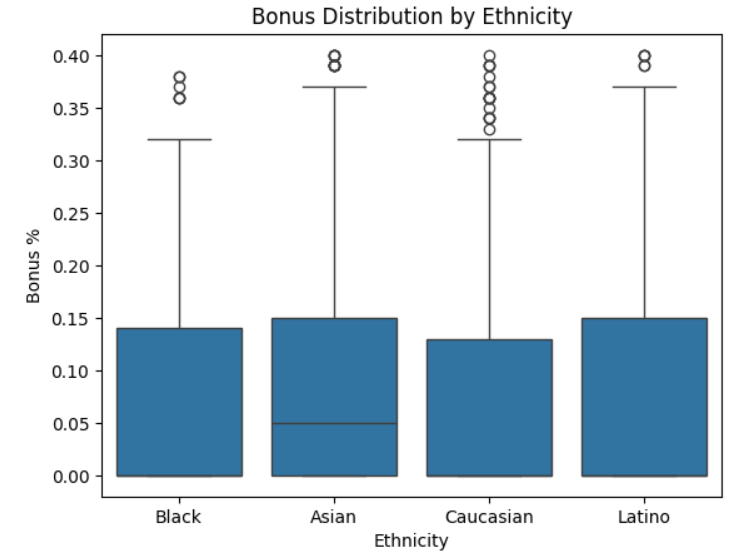 Bonus Distribution by Ethnicity
0.40
0.35
0.30
0.25
0.20
0.15
0.10
0.05
0.00
Bonus %
Black Asian Caucasian Latino
Ethnicity